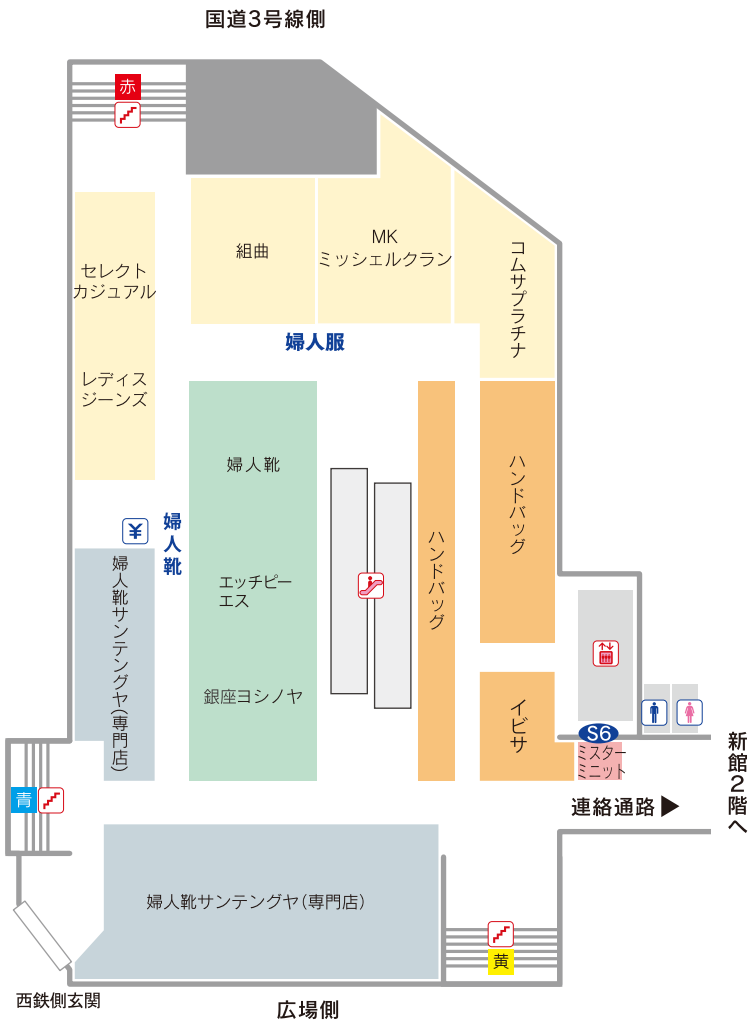 国道3号線側
赤
組曲
MK
ミッシェルクラン
コムサプラチナ
セレクト
カジュアル
婦人服
レディス
ジーンズ
婦人靴
ハンドバッグ
¥
婦人靴
ハンドバッグ
婦人靴サンテングヤ(専門店)
エッチピー
エス
銀座ヨシノヤ
イビサ
S6
ミスター
ミニット
新館2階へ
青
連絡通路▶
婦人靴サンテングヤ(専門店)
黄
西鉄側玄関
広場側